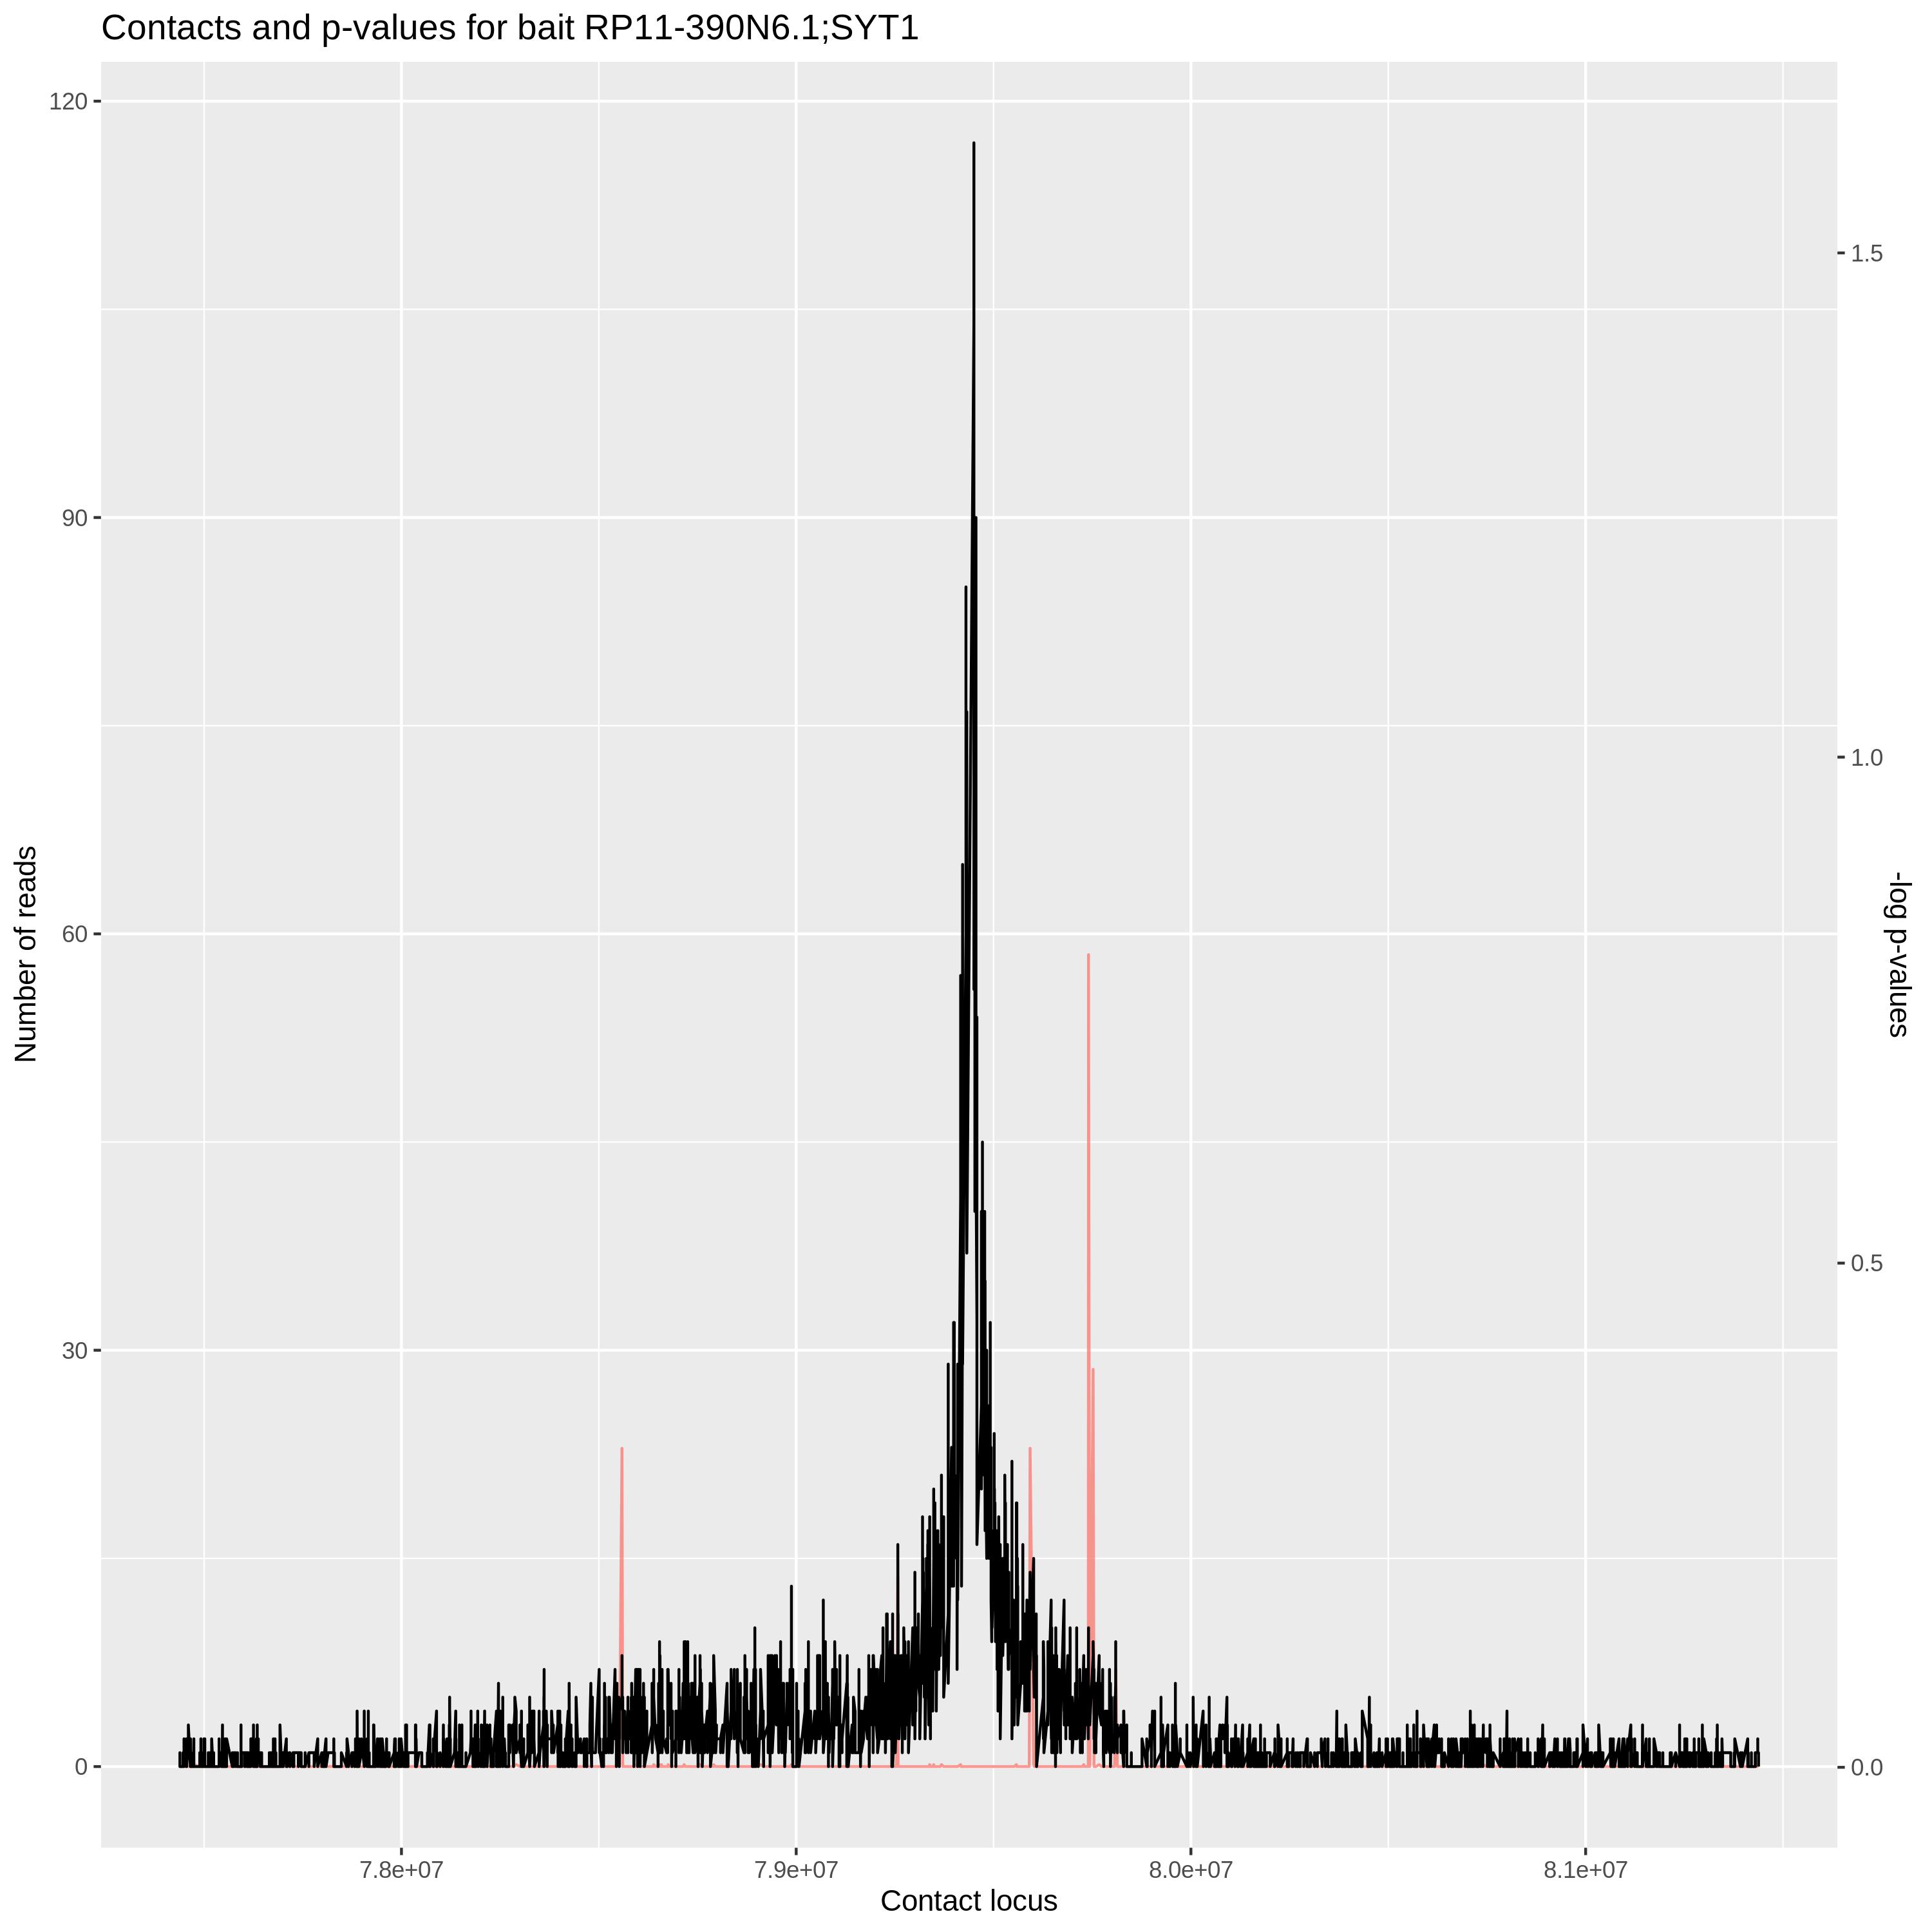 Contacts and p-values for bait RP11-390N6.1;SYT1
120
90
60
30
0
Number of reads
1.5
1.0
0.5
0.0
-log p-values
7.8e+07
7.9e+07
8.0e+07
8.1e+07
Contact locus